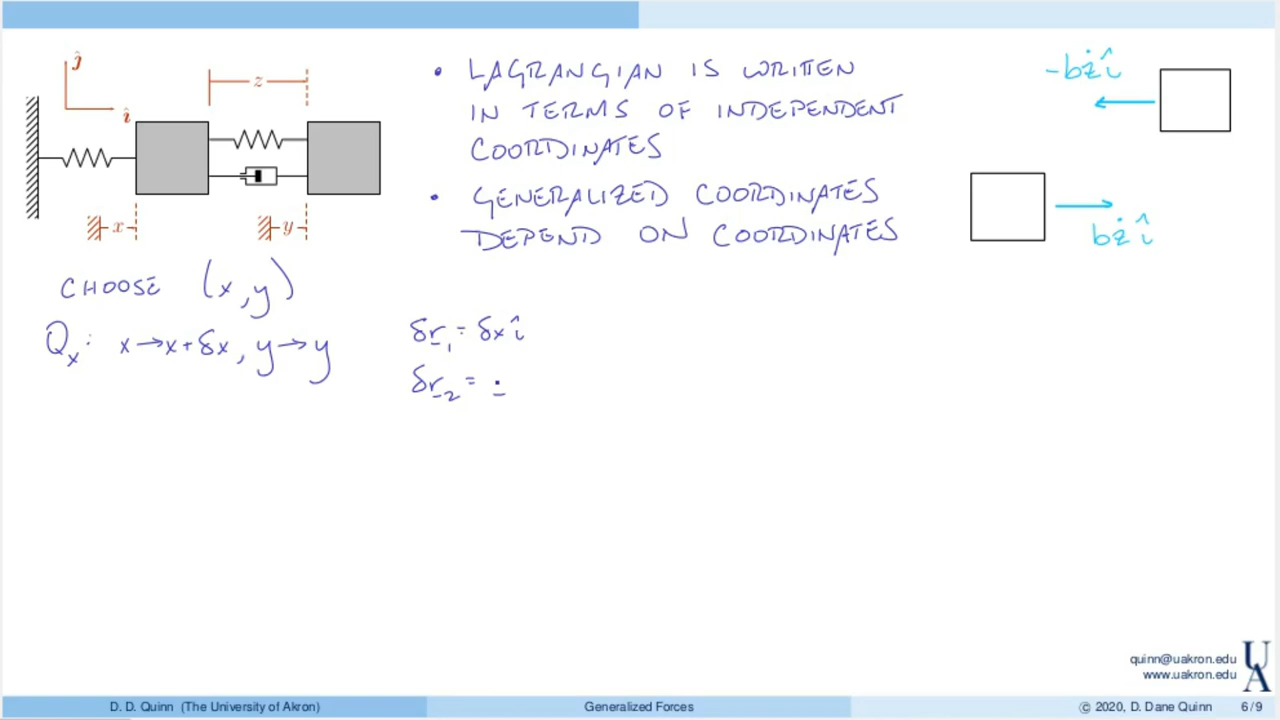 ĵ
î
z
x
y
• LAGRANGIAN IS WRITTEN
IN TERMS OF INDEPENDENT
COORDINATES
• GENERALIZED COORDINATES
DEPEND ON COORDINATES
-bż î
bż î
CHOOSE (x, y)
Qₓ: x→x+δx, y→y
δr₁ = δx î
δr₂ =
quinn@uakron.edu
www.uakron.edu
UA
D. D. Quinn (The University of Akron)
Generalized Forces
© 2020, D. Dane Quinn 6/9